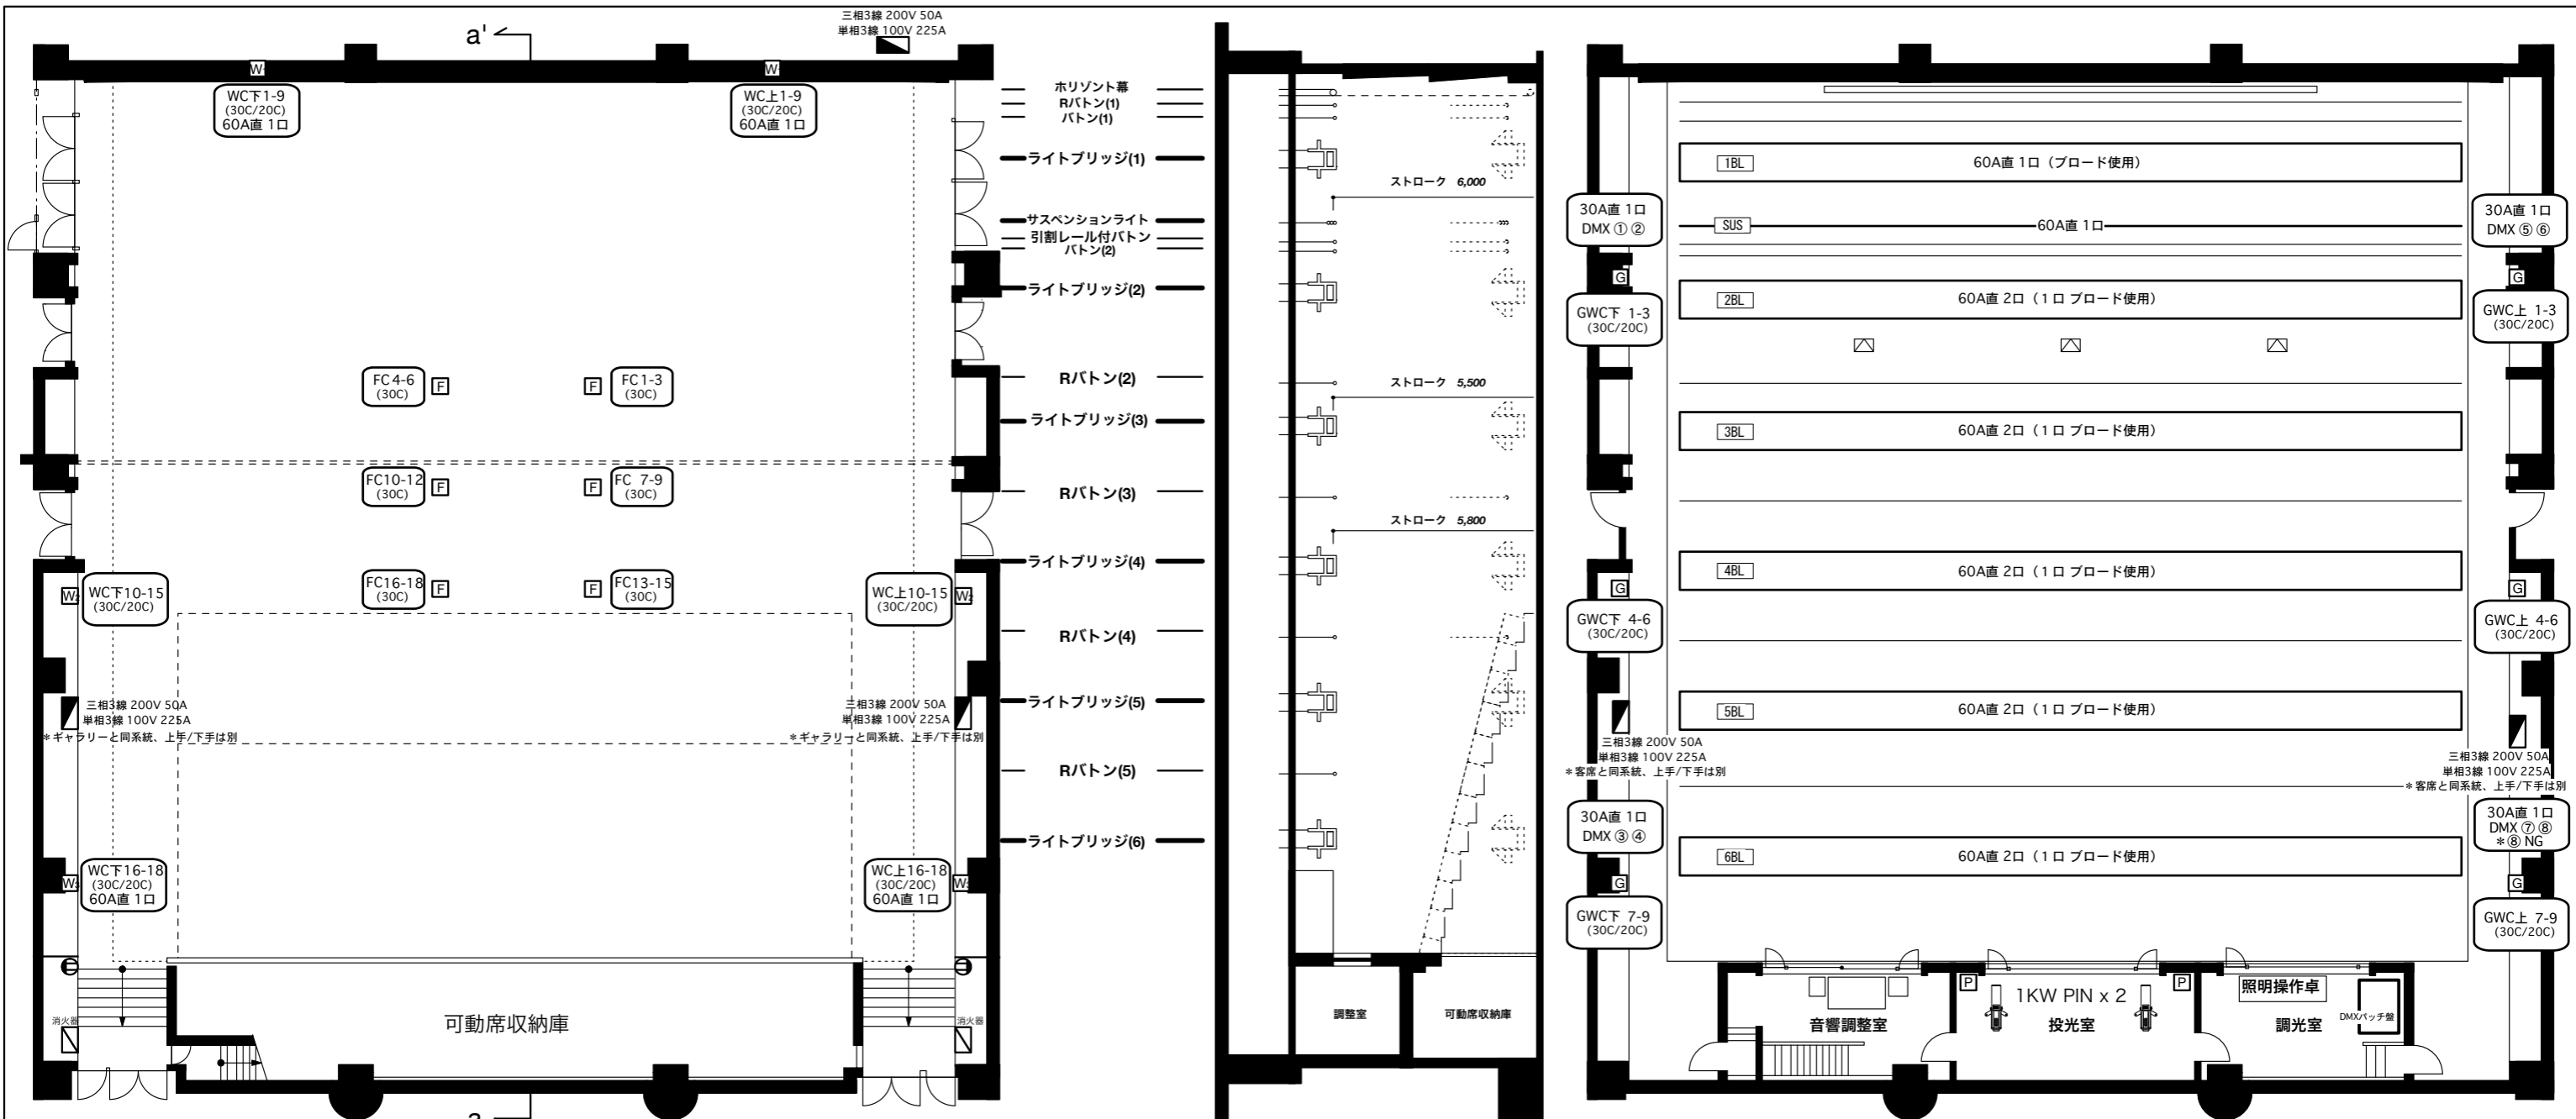 a'
三相3線 200V 50A
単相3線 100V 225A
W
W
WC下1-9
(30C/20C)
60A直 1口
WC上1-9
(30C/20C)
60A直 1口
FC4-6
(30C)
F
F
FC1-3
(30C)
FC10-12
(30C)
F
F
FC 7-9
(30C)
WC下10-15
(30C/20C)
FC16-18
(30C)
F
F
FC13-15
(30C)
WC上10-15
(30C/20C)
W2
W2
三相3線 200V 50A
単相3線 100V 225A
＊ギャラリーと同系統、上手/下手は別
三相3線 200V 50A
単相3線 100V 225A
＊ギャラリーと同系統、上手/下手は別
W
WC下16-18
(30C/20C)
60A直 1口
WC上16-18
(30C/20C)
60A直 1口
W
消火器
可動席収納庫
消火器
a
ホリゾント幕
Rバトン(1)
バトン(1)
ライトブリッジ(1)
サスペンションライト
引割レール付バトン
バトン(2)
ライトブリッジ(2)
Rバトン(2)
ライトブリッジ(3)
Rバトン(3)
ライトブリッジ(4)
Rバトン(4)
ライトブリッジ(5)
Rバトン(5)
ライトブリッジ(6)
ストローク 6,000
ストローク 5,500
ストローク 5,800
調整室
可動席収納庫
1BL
60A直 1口（ブロード使用）
30A直 1口
DMX ① ②
SUS
60A直 1口
30A直 1口
DMX ⑤ ⑥
G
G
GWC下 1-3
(30C/20C)
2BL
60A直 2口（1口 ブロード使用）
GWC上 1-3
(30C/20C)
3BL
60A直 2口（1口 ブロード使用）
4BL
60A直 2口（1口 ブロード使用）
G
G
GWC下 4-6
(30C/20C)
GWC上 4-6
(30C/20C)
5BL
60A直 2口（1口 ブロード使用）
三相3線 200V 50A
単相3線 100V 225A
＊客席と同系統、上手/下手は別
三相3線 200V 50A
単相3線 100V 225A
＊客席と同系統、上手/下手は別
30A直 1口
DMX ③ ④
30A直 1口
DMX ⑦ ⑧
＊⑧ NG
6BL
60A直 2口（1口 ブロード使用）
G
G
GWC下 7-9
(30C/20C)
GWC上 7-9
(30C/20C)
P
P
1KW PIN x 2
照明操作卓
音響調整室
投光室
調光室
DMXパッチ盤